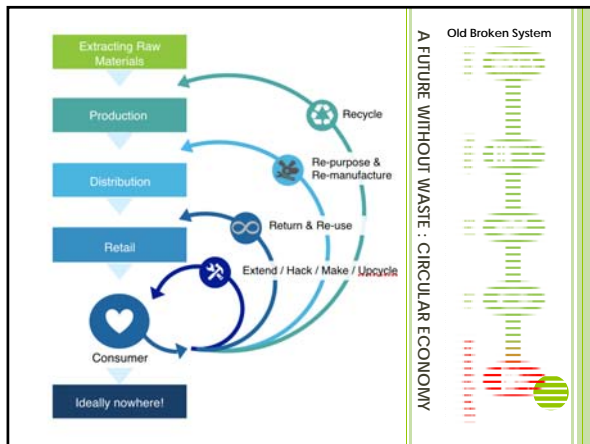 Extracting Raw
Materials
Production
Distribution
Retail
Consumer
Ideally nowhere!
Recycle
Re-purpose &
Re-manufacture
Return & Re-use
Extend / Hack / Make / Upcycle
A FUTURE WITHOUT WASTE : CIRCULAR ECONOMY
Old Broken System